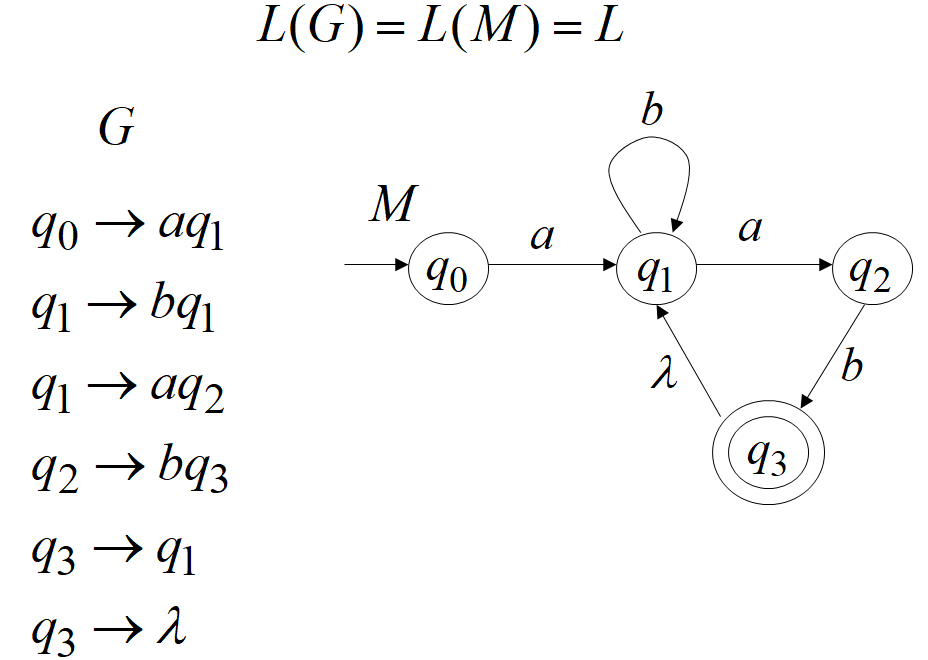 L(G) = L(M) = L
G
q₀ → aq₁
q₁ → bq₁
q₁ → aq₂
q₂ → bq₃
q₃ → q₁
q₃ → λ
M
b
a
a
q₀
q₁
q₂
λ
b
q₃